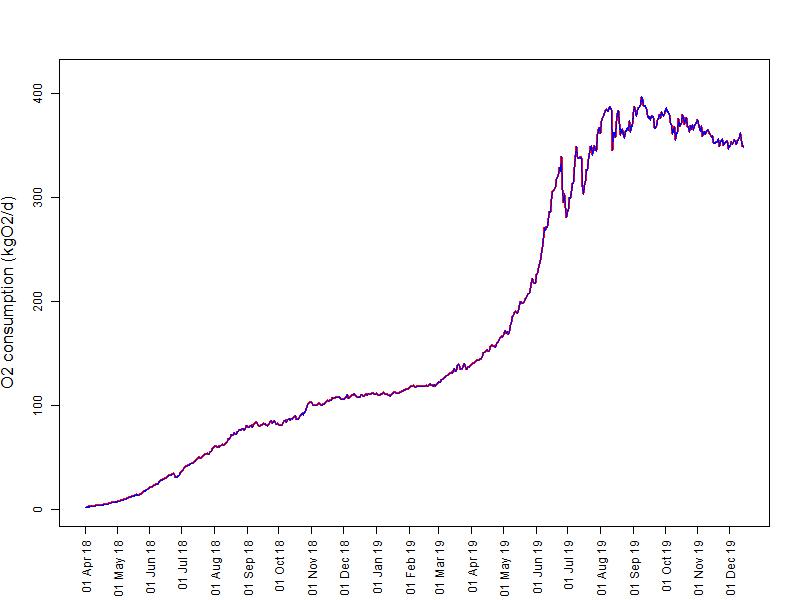 O2 consumption (kgO2/d)
400
300
200
100
0
01 Apr 18
01 May 18
01 Jun 18
01 Jul 18
01 Aug 18
01 Sep 18
01 Oct 18
01 Nov 18
01 Dec 18
01 Jan 19
01 Feb 19
01 Mar 19
01 Apr 19
01 May 19
01 Jun 19
01 Jul 19
01 Aug 19
01 Sep 19
01 Oct 19
01 Nov 19
01 Dec 19